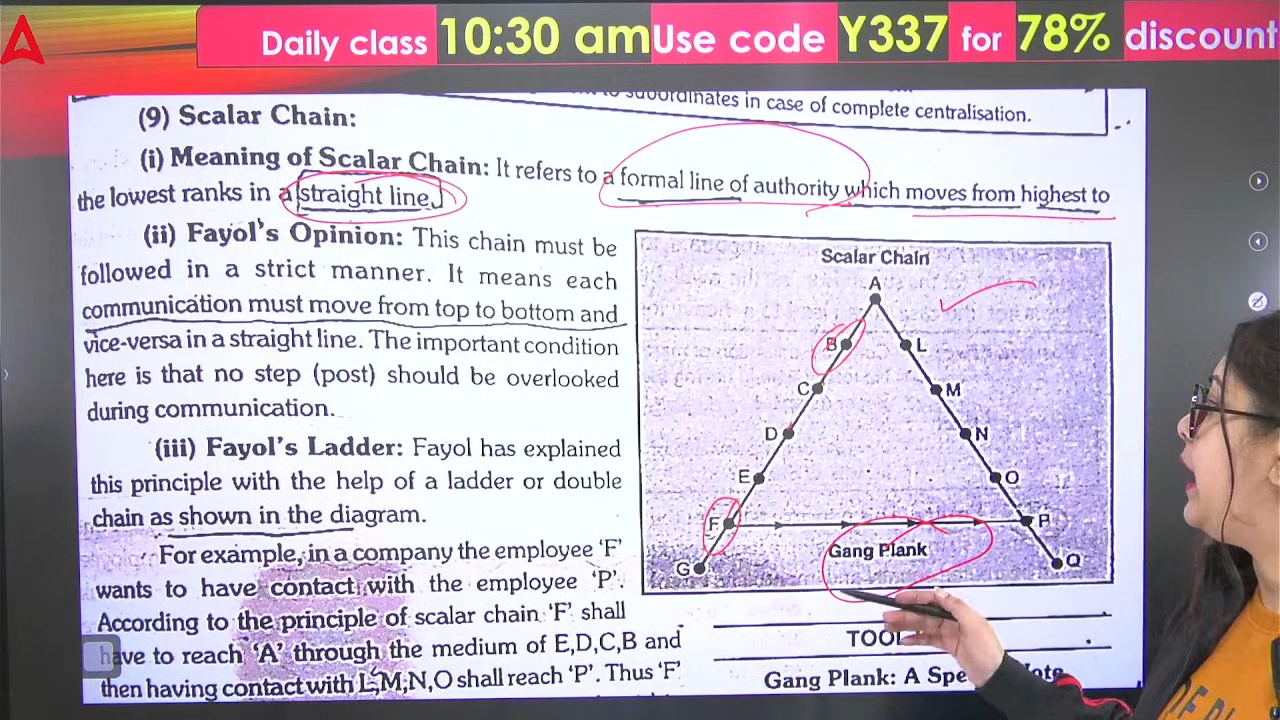 Daily class 10:30 am Use code Y337 for 78% discount
subordinates in case of complete centralisation.
(9) Scalar Chain:
(i) Meaning of Scalar Chain: It refers to a formal line of authority which moves from highest to
the lowest ranks in a straight line.
(ii) Fayol's Opinion: This chain must be
followed in a strict manner. It means each
communication must move from top to bottom and
vice-versa in a straight line. The important condition
here is that no step (post) should be overlooked
during communication.
(iii) Fayol's Ladder: Fayol has explained
this principle with the help of a ladder or double
chain as shown in the diagram.
For example, in a company the employee 'F'
wants to have contact with the employee 'P'.
According to the principle of scalar chain 'F' shall
have to reach 'A' through the medium of E,D,C,B and
then having contact with L,M,N,O shall reach 'P'. Thus 'F'
Scalar Chain
A
B L
C M
D N
E O
F P
Gang Plank
G Q
Gang Plank: A